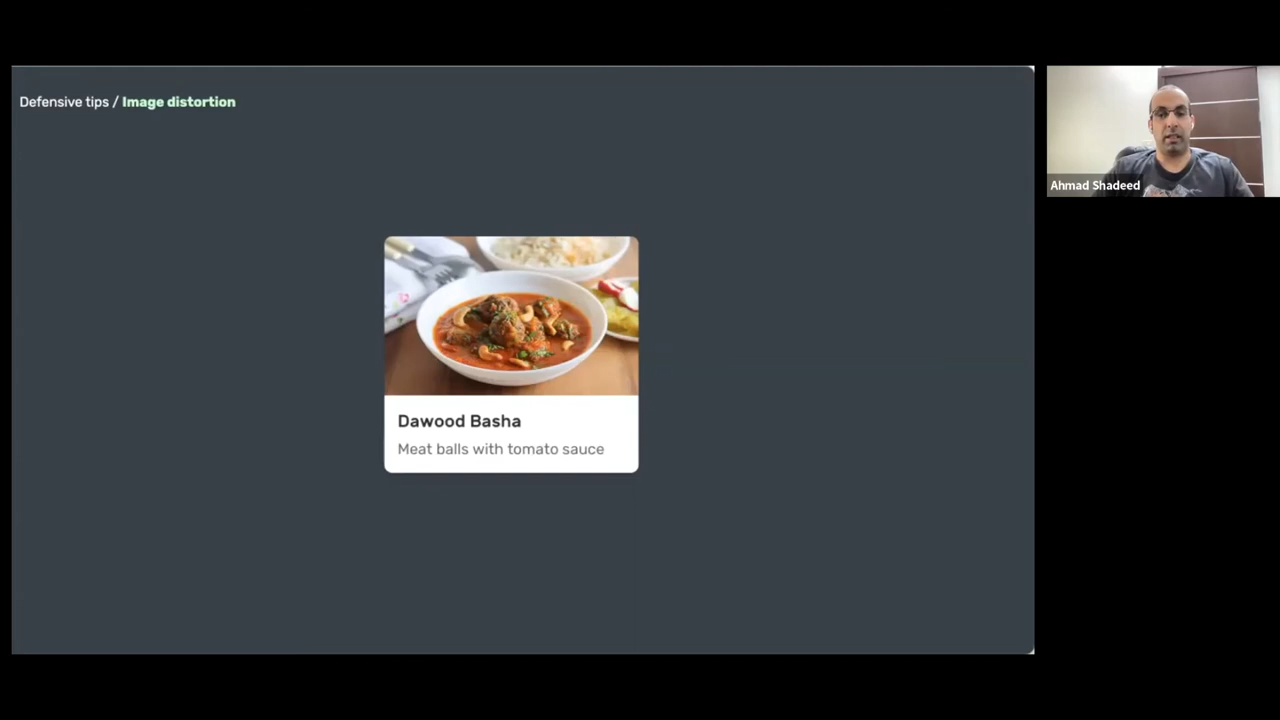 Defensive tips / Image distortion
Ahmad Shadeed
Dawood Basha
Meat balls with tomato sauce